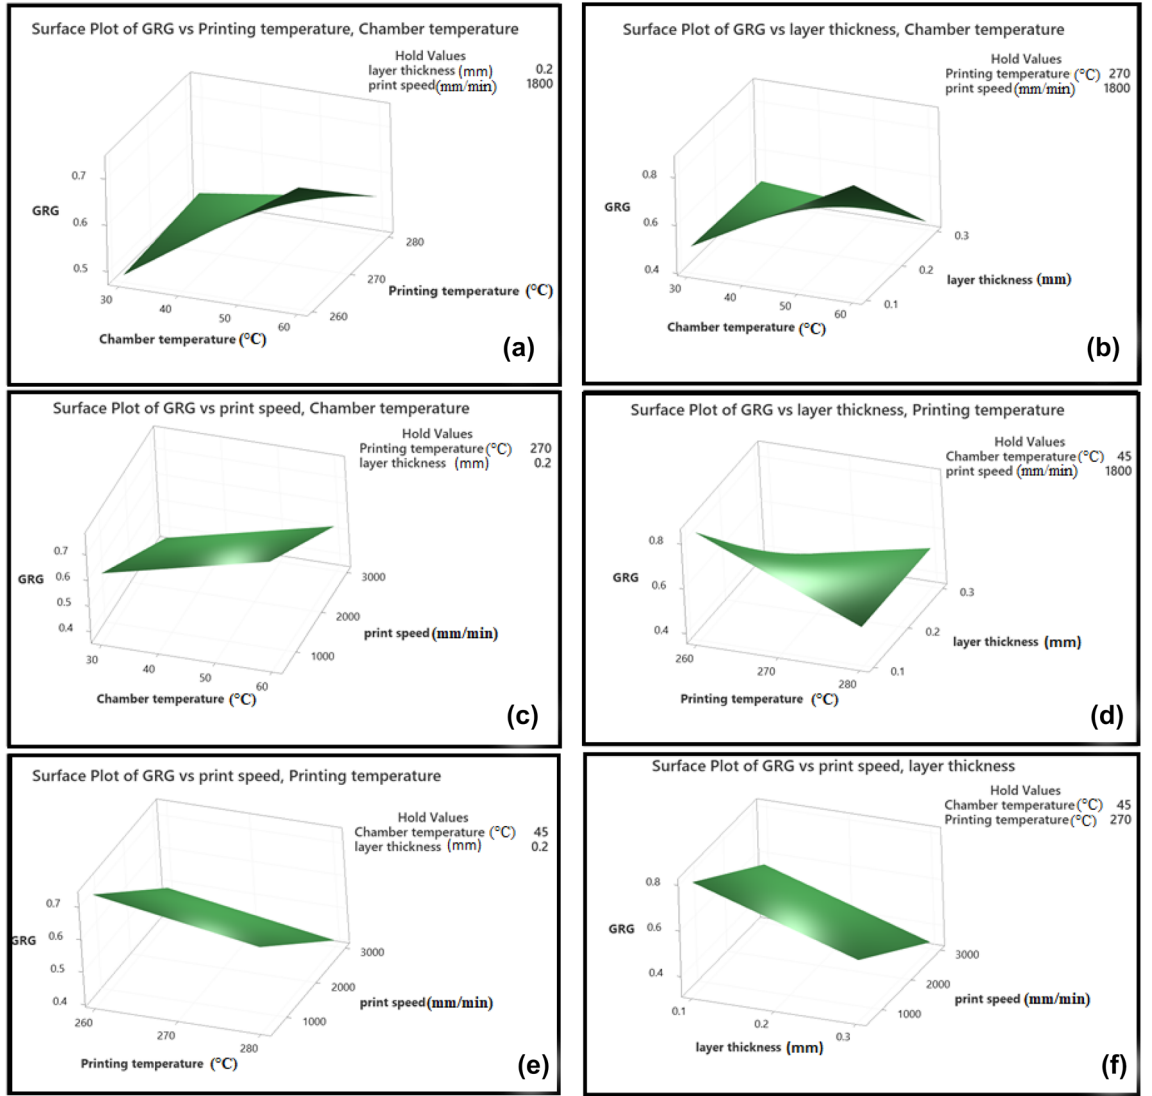 Surface Plot of GRG vs Printing temperature, Chamber temperature
Hold Values
layer thickness (mm) 0.2
print speed(mm/min) 1800
0.7
GRG
0.6
0.5
30
40
50
60
260
270
280
Printing temperature (°C)
Chamber temperature (°C)
(a)
Surface Plot of GRG vs layer thickness, Chamber temperature
Hold Values
Printing temperature (°C) 270
print speed (mm/min) 1800
0.8
GRG
0.6
0.4
30
40
50
60
0.1
0.2
0.3
layer thickness (mm)
Chamber temperature (°C)
(b)
Surface Plot of GRG vs print speed, Chamber temperature
Hold Values
Printing temperature (°C) 270
layer thickness (mm) 0.2
0.7
GRG 0.6
0.5
0.4
30
40
50
60
1000
2000
3000
print speed (mm/min)
Chamber temperature (°C)
(c)
Surface Plot of GRG vs layer thickness, Printing temperature
Hold Values
Chamber temperature (°C) 45
print speed (mm/min) 1800
0.8
GRG
0.6
0.4
260
270
280
0.1
0.2
0.3
layer thickness (mm)
Printing temperature (°C)
(d)
Surface Plot of GRG vs print speed, Printing temperature
Hold Values
Chamber temperature (°C) 45
layer thickness (mm) 0.2
0.7
GRG 0.6
0.5
0.4
260
270
280
1000
2000
3000
print speed (mm/min)
Printing temperature (°C)
(e)
Surface Plot of GRG vs print speed, layer thickness
Hold Values
Chamber temperature (°C) 45
Printing temperature (°C) 270
0.8
GRG 0.6
0.4
0.1
0.2
0.3
1000
2000
3000
print speed (mm/min)
layer thickness (mm)
(f)